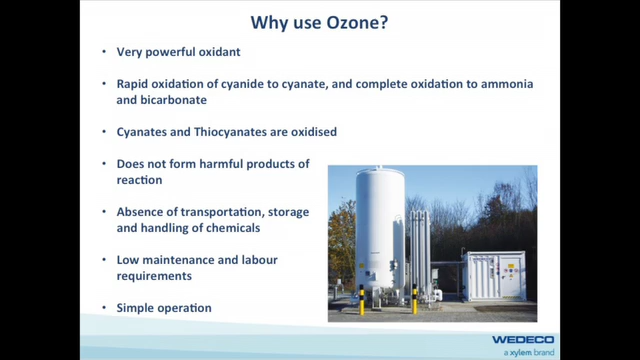 Why use Ozone?
• Very powerful oxidant
• Rapid oxidation of cyanide to cyanate, and complete oxidation to ammonia
and bicarbonate
• Cyanates and Thiocyanates are oxidised
• Does not form harmful products of
reaction
• Absence of transportation, storage
and handling of chemicals
• Low maintenance and labour
requirements
• Simple operation
WEDECO
a xylem brand